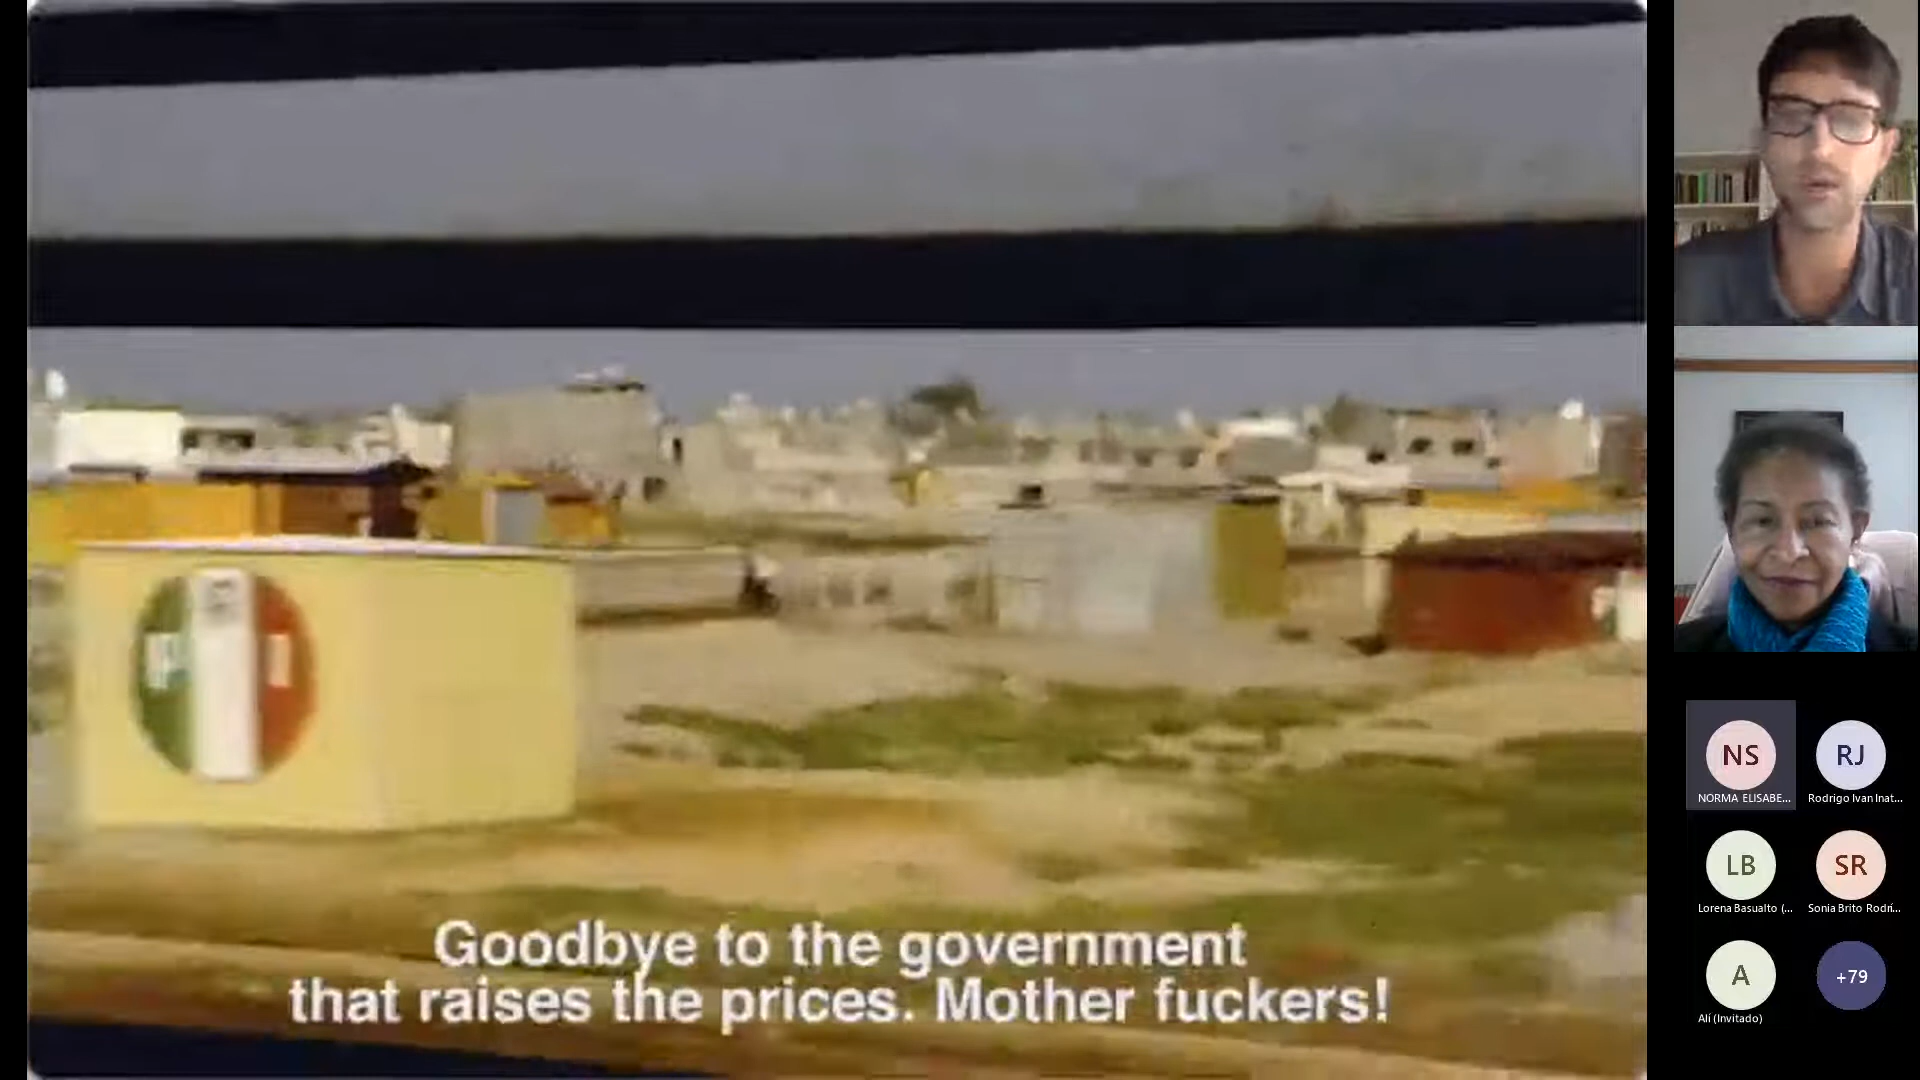 Goodbye to the government
that raises the prices. Mother fuckers!
NS
NORMA ELISABE...
RJ
Rodrigo Ivan Inat...
LB
Lorena Basualto (...
SR
Sonia Brito Rodrí...
A
Alí (Invitado)
+79